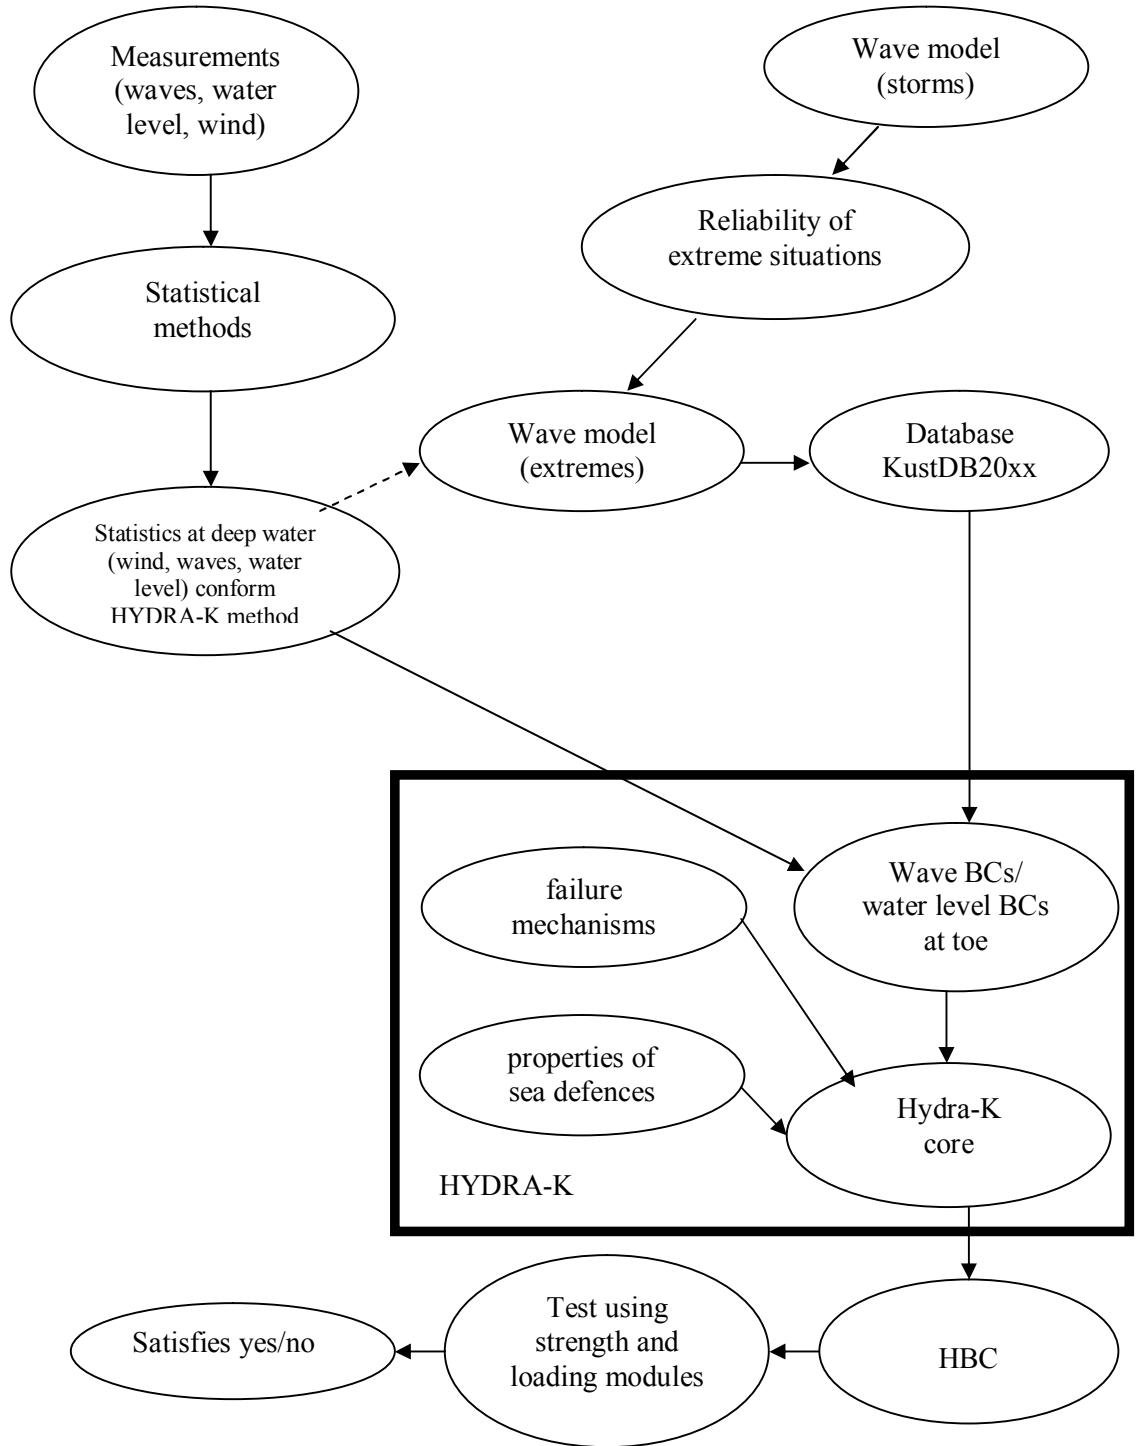 Measurements
(waves, water
level, wind)
Wave model
(storms)
Reliability of
extreme situations
Statistical
methods
Wave model
(extremes)
Database
KustDB20xx
Statistics at deep water
(wind, waves, water
level) conform
HYDRA-K method
Wave BCs/
water level BCs
at toe
failure
mechanisms
properties of
sea defences
Hydra-K
core
HYDRA-K
Test using
strength and
loading modules
Satisfies yes/no
HBC